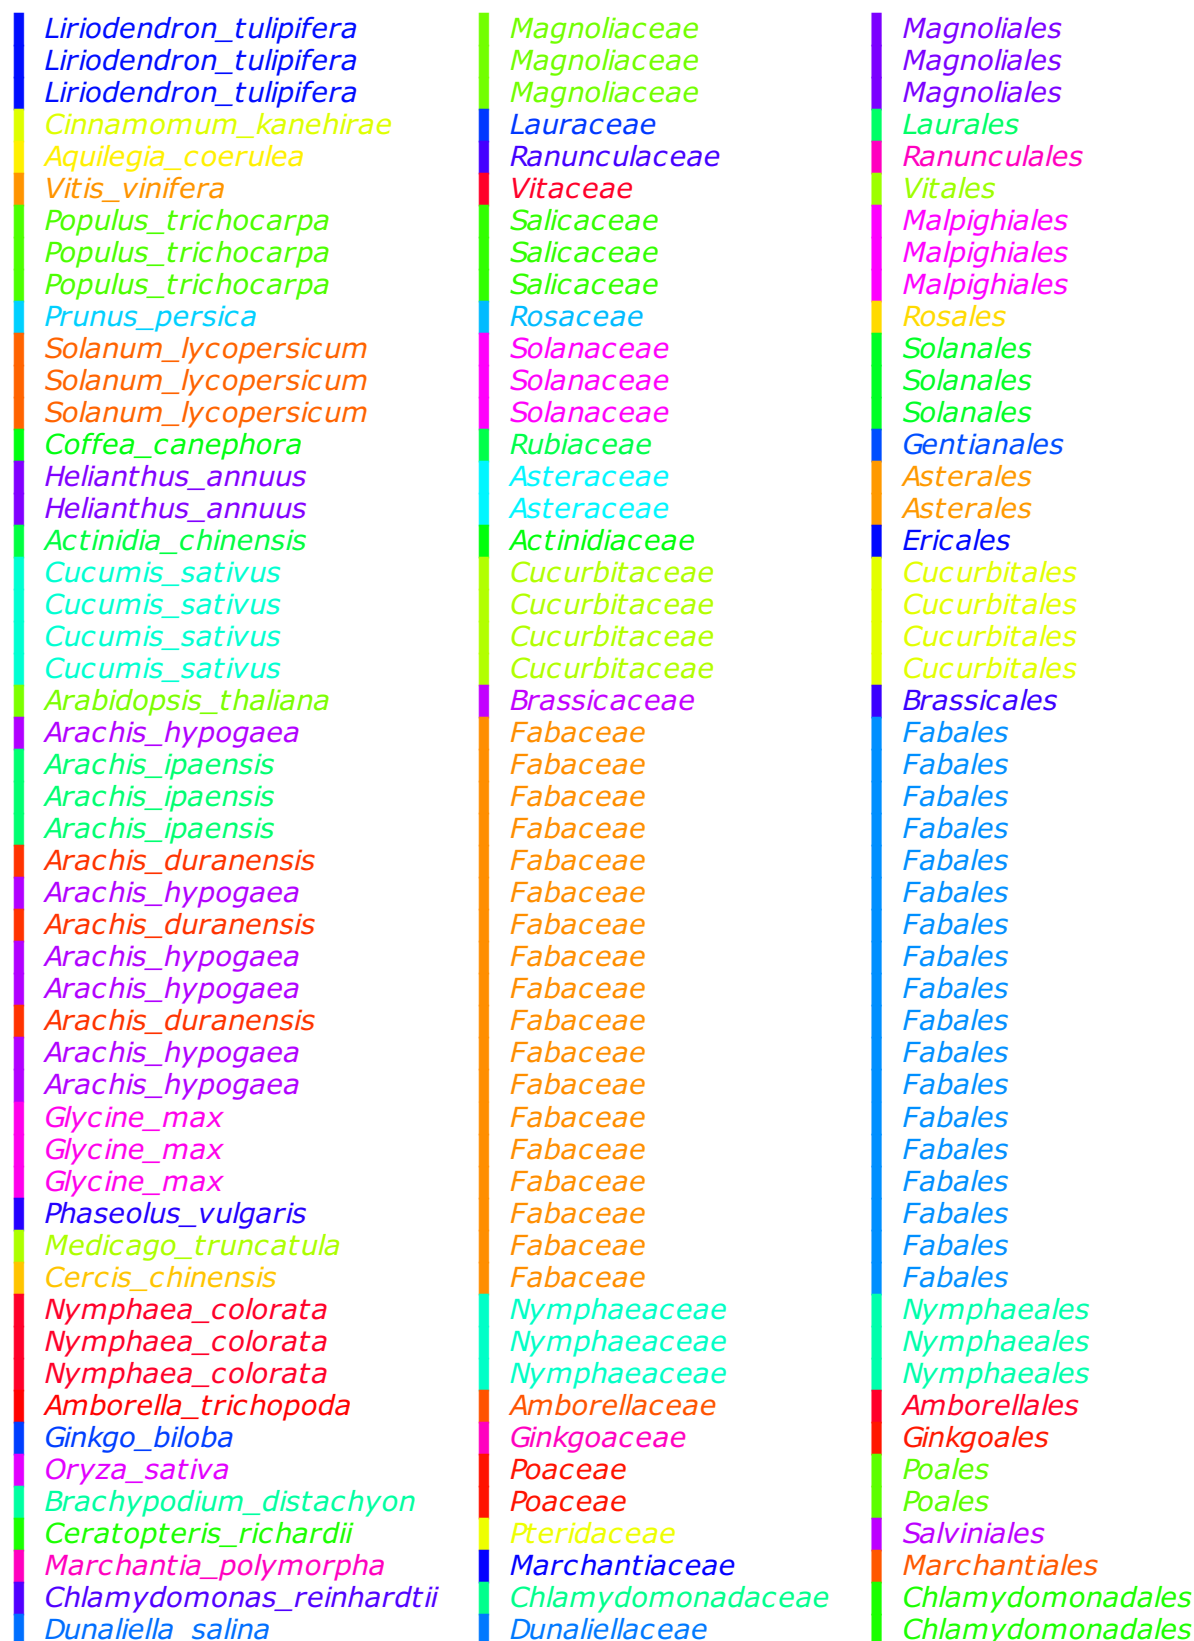 Liriodendron_tulipifera Magnoliaceae Magnoliales
Liriodendron_tulipifera Magnoliaceae Magnoliales
Liriodendron_tulipifera Magnoliaceae Magnoliales
Cinnamomum_kanehirae Lauraceae Laurales
Aquilegia_coerulea Ranunculaceae Ranunculales
Vitis_vinifera Vitaceae Vitales
Populus_trichocarpa Salicaceae Malpighiales
Populus_trichocarpa Salicaceae Malpighiales
Populus_trichocarpa Salicaceae Malpighiales
Prunus_persica Rosaceae Rosales
Solanum_lycopersicum Solanaceae Solanales
Solanum_lycopersicum Solanaceae Solanales
Solanum_lycopersicum Solanaceae Solanales
Coffea_canephora Rubiaceae Gentianales
Helianthus_annuus Asteraceae Asterales
Helianthus_annuus Asteraceae Asterales
Actinidia_chinensis Actinidiaceae Ericales
Cucumis_sativus Cucurbitaceae Cucurbitales
Cucumis_sativus Cucurbitaceae Cucurbitales
Cucumis_sativus Cucurbitaceae Cucurbitales
Cucumis_sativus Cucurbitaceae Cucurbitales
Arabidopsis_thaliana Brassicaceae Brassicales
Arachis_hypogaea Fabaceae Fabales
Arachis_ipaensis Fabaceae Fabales
Arachis_ipaensis Fabaceae Fabales
Arachis_ipaensis Fabaceae Fabales
Arachis_duranensis Fabaceae Fabales
Arachis_hypogaea Fabaceae Fabales
Arachis_duranensis Fabaceae Fabales
Arachis_hypogaea Fabaceae Fabales
Arachis_hypogaea Fabaceae Fabales
Arachis_duranensis Fabaceae Fabales
Arachis_hypogaea Fabaceae Fabales
Arachis_hypogaea Fabaceae Fabales
Glycine_max Fabaceae Fabales
Glycine_max Fabaceae Fabales
Glycine_max Fabaceae Fabales
Phaseolus_vulgaris Fabaceae Fabales
Medicago_truncatula Fabaceae Fabales
Cercis_chinensis Fabaceae Fabales
Nymphaea_colorata Nymphaeaceae Nymphaeales
Nymphaea_colorata Nymphaeaceae Nymphaeales
Nymphaea_colorata Nymphaeaceae Nymphaeales
Amborella_trichopoda Amborellaceae Amborellales
Ginkgo_biloba Ginkgoaceae Ginkgoales
Oryza_sativa Poaceae Poales
Brachypodium_distachyon Poaceae Poales
Ceratopteris_richardii Pteridaceae Salviniales
Marchantia_polymorpha Marchantiaceae Marchantiales
Chlamydomonas_reinhardtii Chlamydomonadaceae Chlamydomonadales
Dunaliella_salina Dunaliellaceae Chlamydomonadales